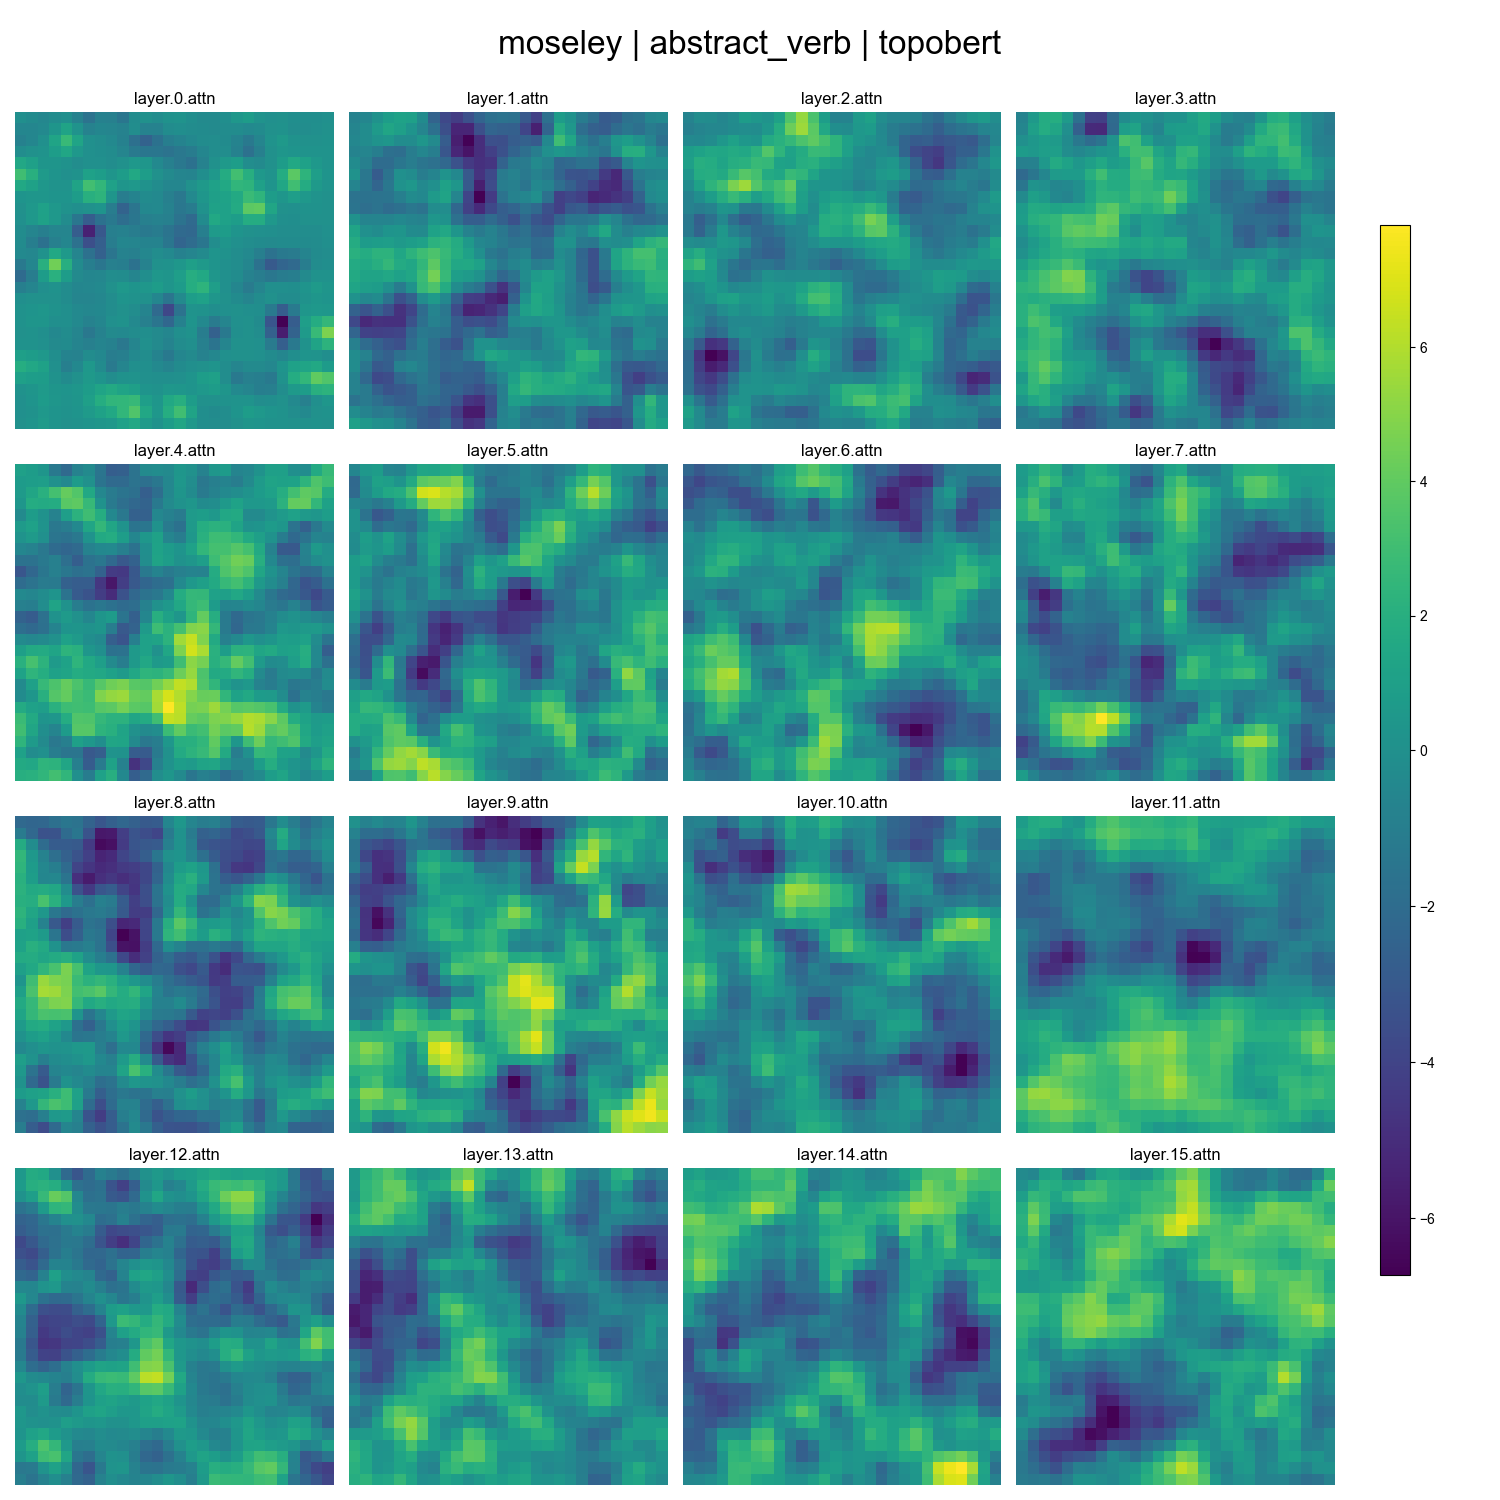 moseley | abstract_verb | topobert
layer.0.attn
layer.1.attn
layer.2.attn
layer.3.attn
layer.4.attn
layer.5.attn
layer.6.attn
layer.7.attn
layer.8.attn
layer.9.attn
layer.10.attn
layer.11.attn
layer.12.attn
layer.13.attn
layer.14.attn
layer.15.attn
6
4
2
0
−2
−4
−6